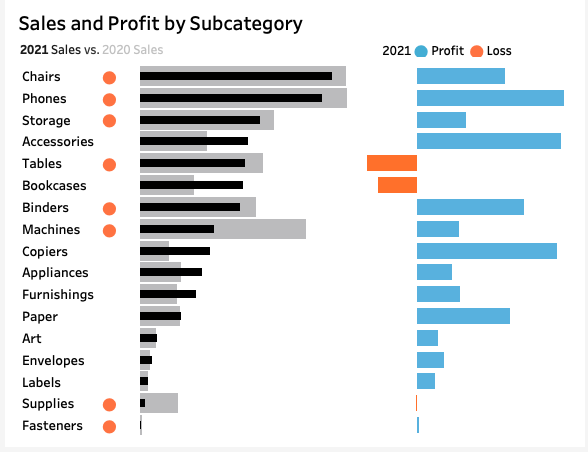 Sales and Profit by Subcategory
2021 Sales vs. 2020 Sales
2021 Profit Loss
Chairs
Phones
Storage
Accessories
Tables
Bookcases
Binders
Machines
Copiers
Appliances
Furnishings
Paper
Art
Envelopes
Labels
Supplies
Fasteners